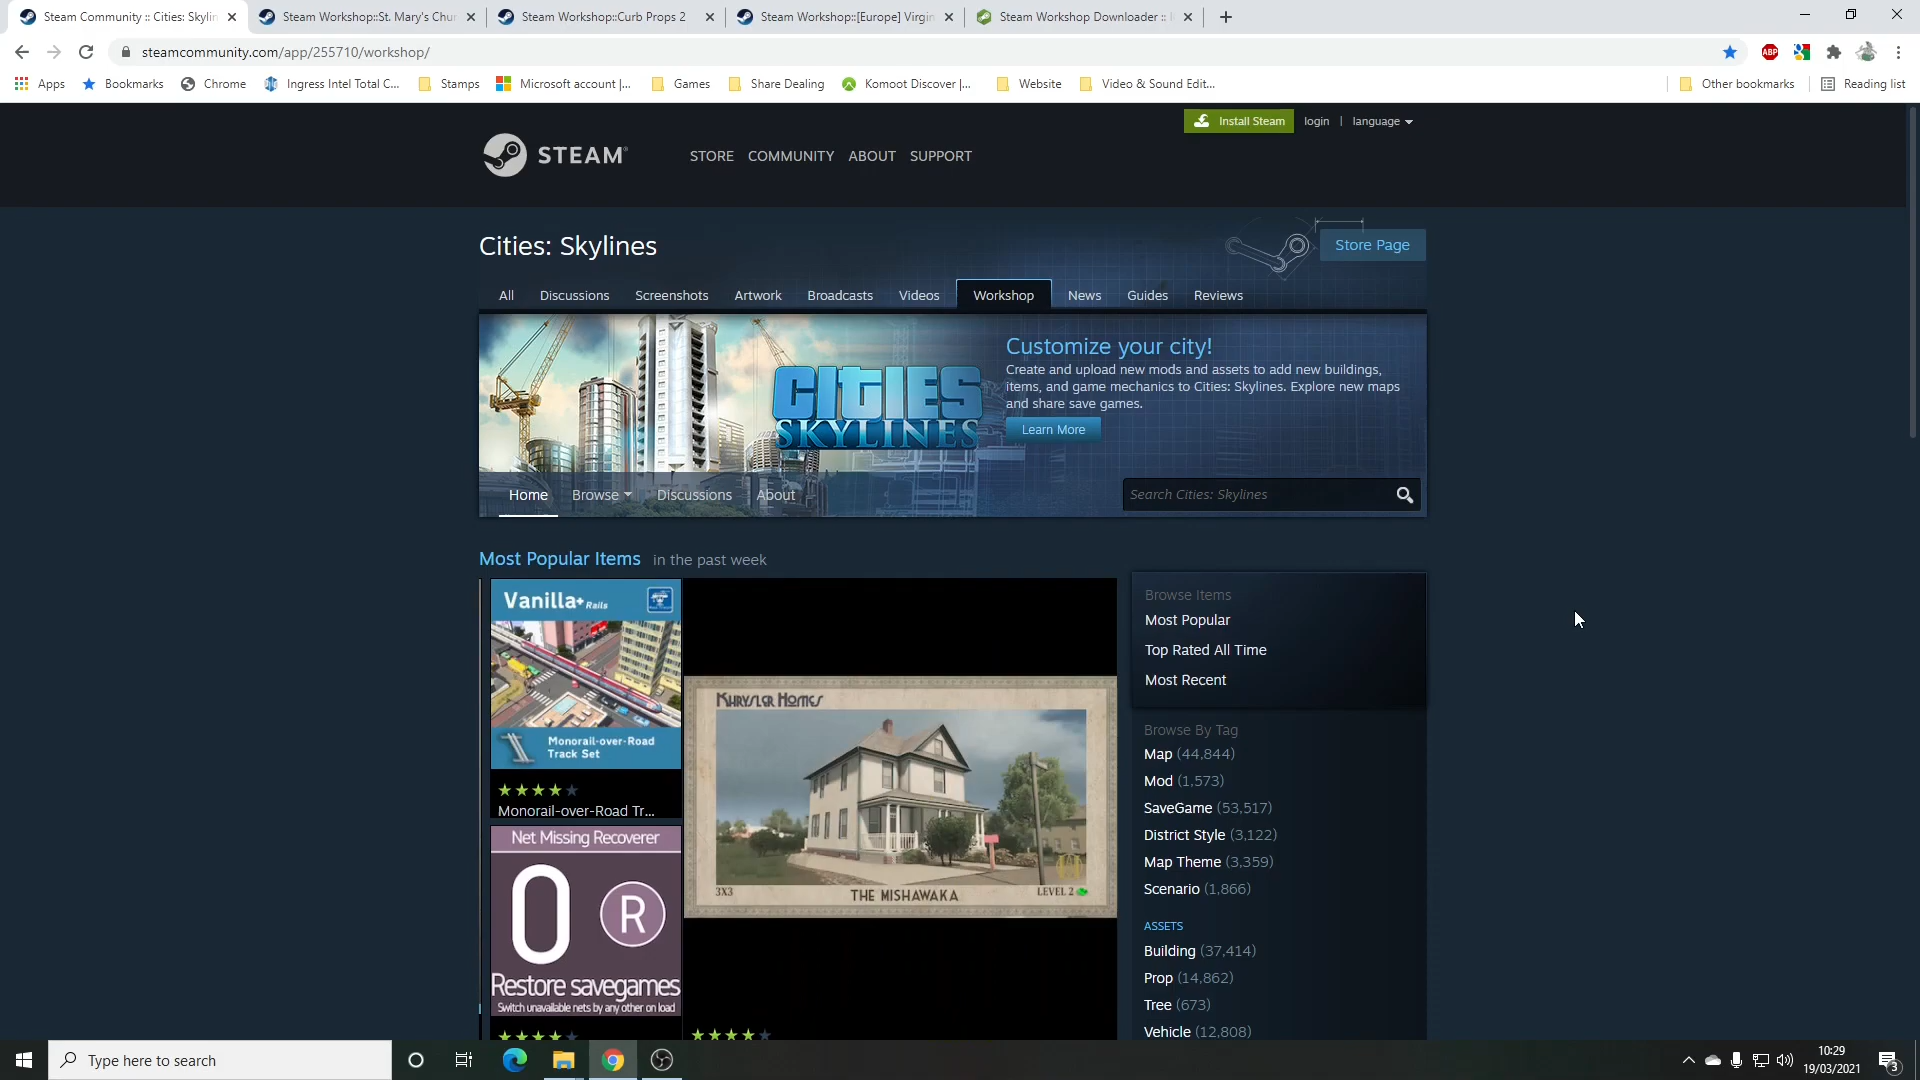 Steam Community :: Cities: Skylin
Steam Workshop::St. Mary's Chur
Steam Workshop::Curb Props 2
Steam Workshop::[Europe] Virgin
Steam Workshop Downloader ::
steamcommunity.com/app/255710/workshop/
ABP
Apps
Bookmarks
Chrome
Ingress Intel Total C...
Stamps
Microsoft account |...
Games
Share Dealing
Komoot Discover |...
Website
Video & Sound Edit...
Other bookmarks
Reading list
Install Steam
login
|
language
STEAM
STORE
COMMUNITY
ABOUT
SUPPORT
Cities: Skylines
Store Page
All
Discussions
Screenshots
Artwork
Broadcasts
Videos
Workshop
News
Guides
Reviews
CITIES
SKYLINES
Customize your city!
Create and upload new mods and assets to add new buildings,
items, and game mechanics to Cities: Skylines. Explore new maps
and share save games.
Learn More
Home
Browse
Discussions
About
Search Cities: Skylines
Most Popular Items in the past week
Vanilla+ Rails
Monorail-over-Road
Track Set
Monorail-over-Road Tr...
Net Missing Recoverer
R
Restore savegames
Switch unavailable nets by any other on load
Khrysler Homes
3X3
THE MISHAWAKA
LEVEL 2
Browse Items
Most Popular
Top Rated All Time
Most Recent
Browse By Tag
Map (44,844)
Mod (1,573)
SaveGame (53,517)
District Style (3,122)
Map Theme (3,359)
Scenario (1,866)
ASSETS
Building (37,414)
Prop (14,862)
Tree (673)
Vehicle (12,808)
Type here to search
10:29
19/03/2021
3